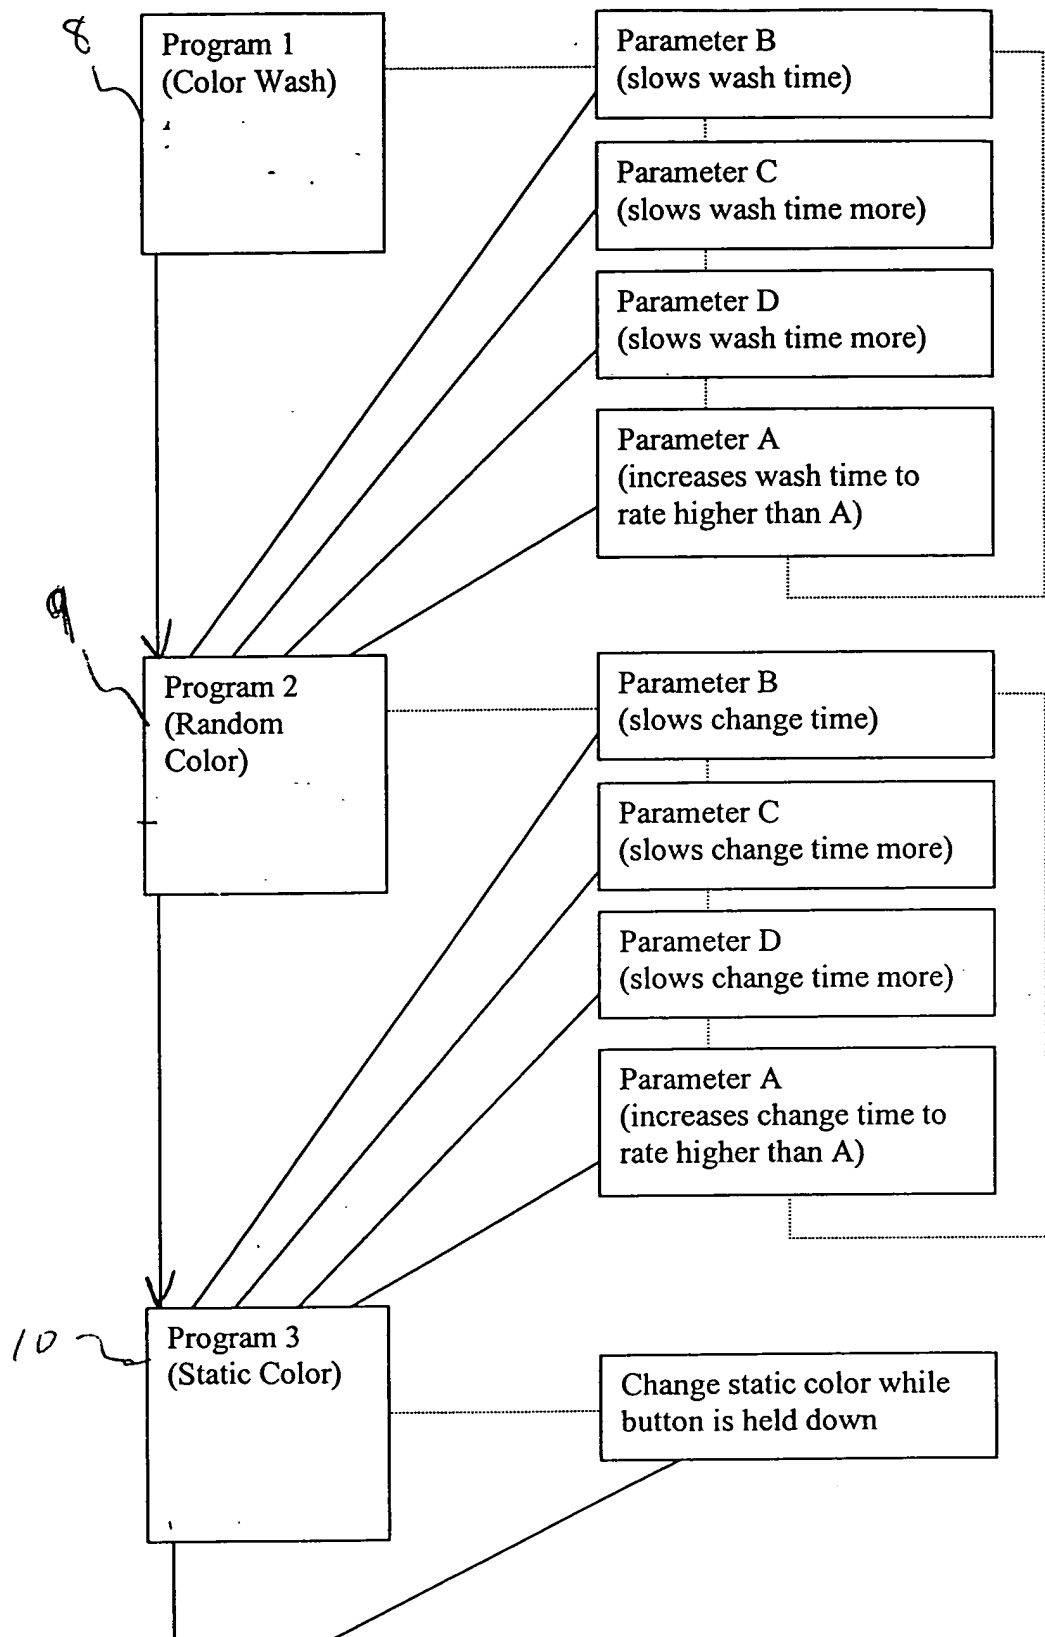 8
Program 1
(Color Wash)
Parameter B
(slows wash time)
Parameter C
(slows wash time more)
Parameter D
(slows wash time more)
Parameter A
(increases wash time to
rate higher than A)
9
Program 2
(Random
Color)
Parameter B
(slows change time)
Parameter C
(slows change time more)
Parameter D
(slows change time more)
Parameter A
(increases change time to
rate higher than A)
10
Program 3
(Static Color)
Change static color while
button is held down